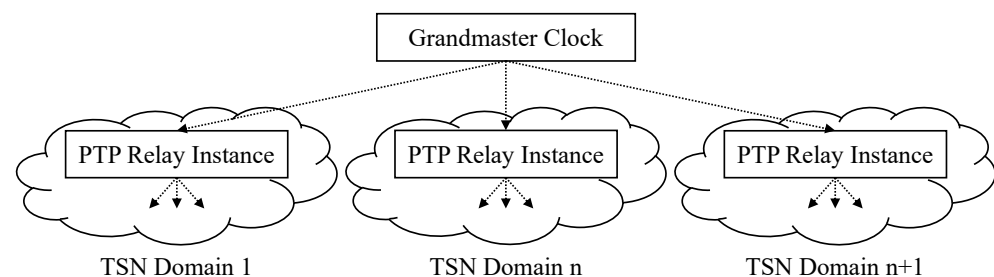 Grandmaster Clock
PTP Relay Instance
PTP Relay Instance
PTP Relay Instance
TSN Domain 1
TSN Domain n
TSN Domain n+1